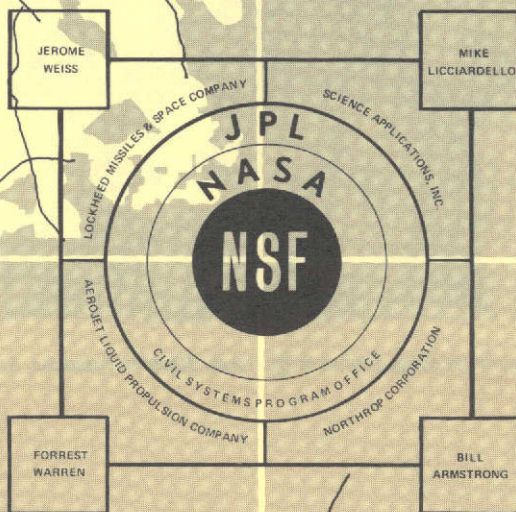 JEROME
WEISS
MIKE
LICCIARDELLO
LOCKHEED MISSILES & SPACE COMPANY
SCIENCE APPLICATIONS, INC.
JPL
NASA
NSF
CIVIL SYSTEMS PROGRAM OFFICE
AEROJET LIQUID PROPULSION COMPANY
NORTHROP CORPORATION
FORREST
WARREN
BILL
ARMSTRONG